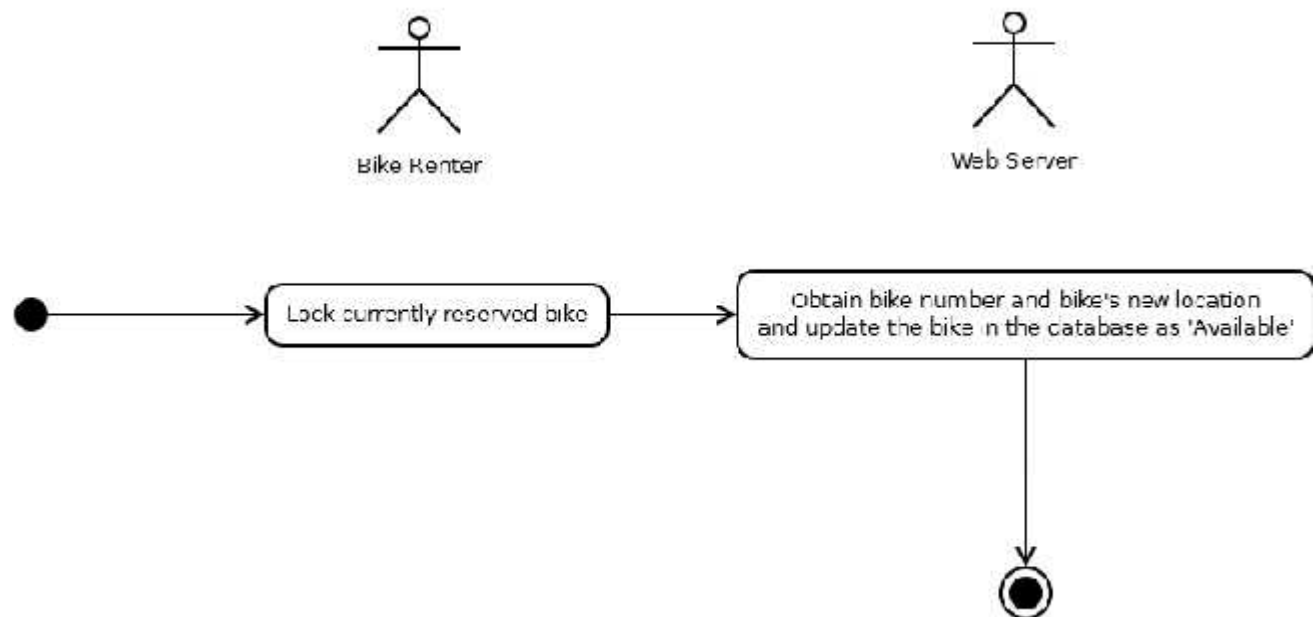 Bike Renter
Web Server
Lock currently reserved bike
Obtain bike number and bike's new location
and update the bike in the database as 'Available'